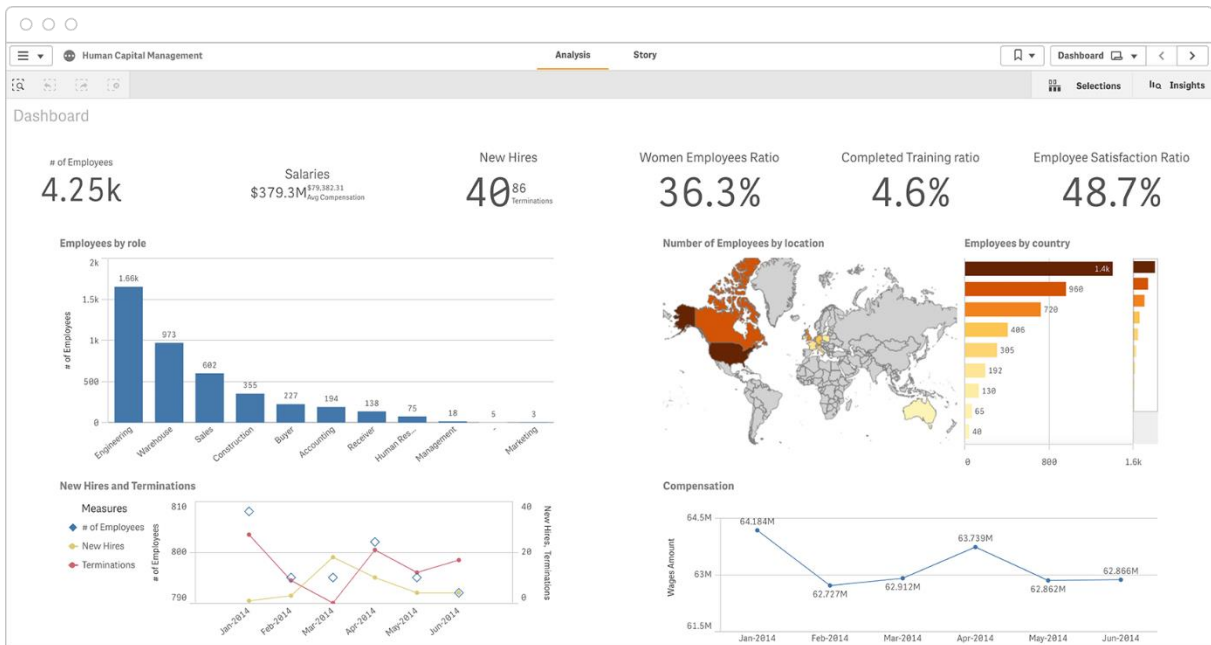 Human Capital Management
Analysis
Story
Dashboard
Selections
Insights
Dashboard
# of Employees
4.25k
Salaries
$379.3M
$79,382.31
Avg Compensation
New Hires
40
86
Terminations
Women Employees Ratio
36.3%
Completed Training ratio
4.6%
Employee Satisfaction Ratio
48.7%
Employees by role
# of Employees
2k
1.5k
1k
500
0
1.66k
973
602
355
227
194
138
75
18
5
3
Engineering
Warehouse
Sales
Construction
Buyer
Accounting
Receiver
Human Res...
Management
-
Marketing
Number of Employees by location
Employees by country
1.4k
960
720
406
305
192
130
65
40
0
800
1.6k
New Hires and Terminations
Measures
# of Employees
New Hires
Terminations
# of Employees
810
800
790
40
20
0
New Hires, Terminations
Jan-2014
Feb-2014
Mar-2014
Apr-2014
May-2014
Jun-2014
Compensation
Wages Amount
64.5M
63M
61.5M
64.184M
62.727M
62.912M
63.739M
62.862M
62.866M
Jan-2014
Feb-2014
Mar-2014
Apr-2014
May-2014
Jun-2014